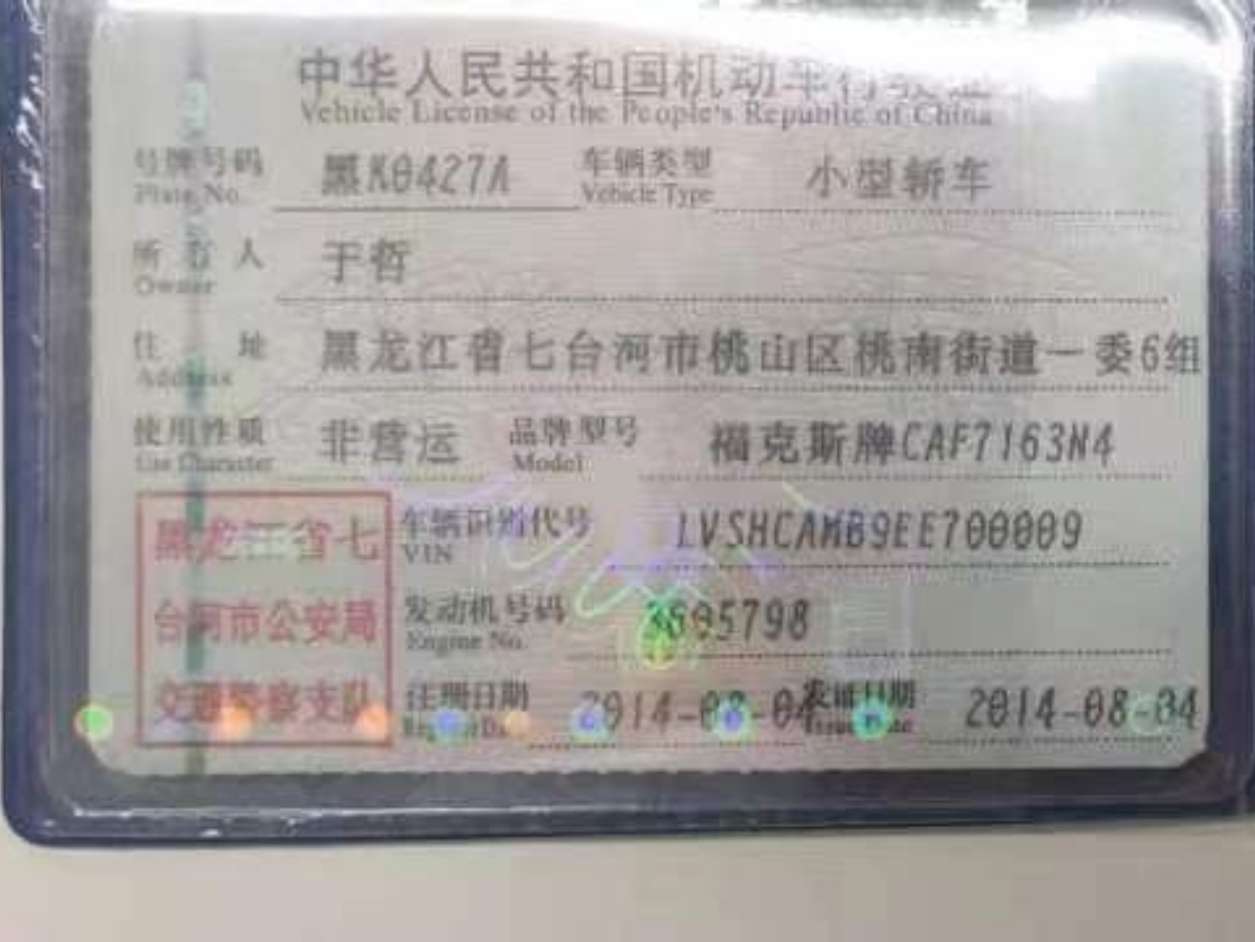 中华人民共和国机动车行驶证
Vehicle License of the People's Republic of China
号牌号码 黑K0427A 车辆类型 小型轿车
Plate No. Vehicle Type
所有人 于哲
Owner
住址 黑龙江省七台河市桃山区桃南街道一委6组
Address
使用性质 非营运 品牌型号 福克斯牌CAF7163N4
Use Character Model
黑龙江省七 车辆识别代号 LVSHCAMB9EE700009
VIN
台河市公安局 发动机号码 3605798
Engine No.
交通警察支队 注册日期 2014-08-04 发证日期 2014-08-04
Issue Date